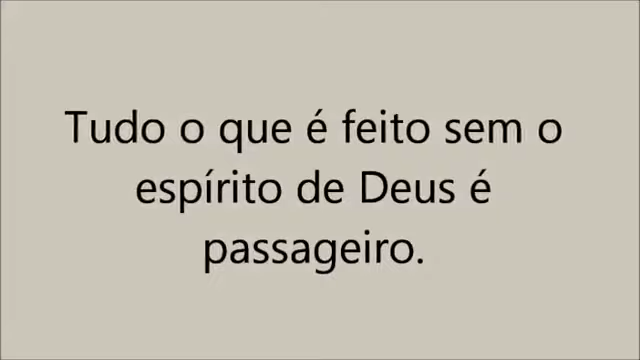 Tudo o que é feito sem o
espírito de Deus é
passageiro.